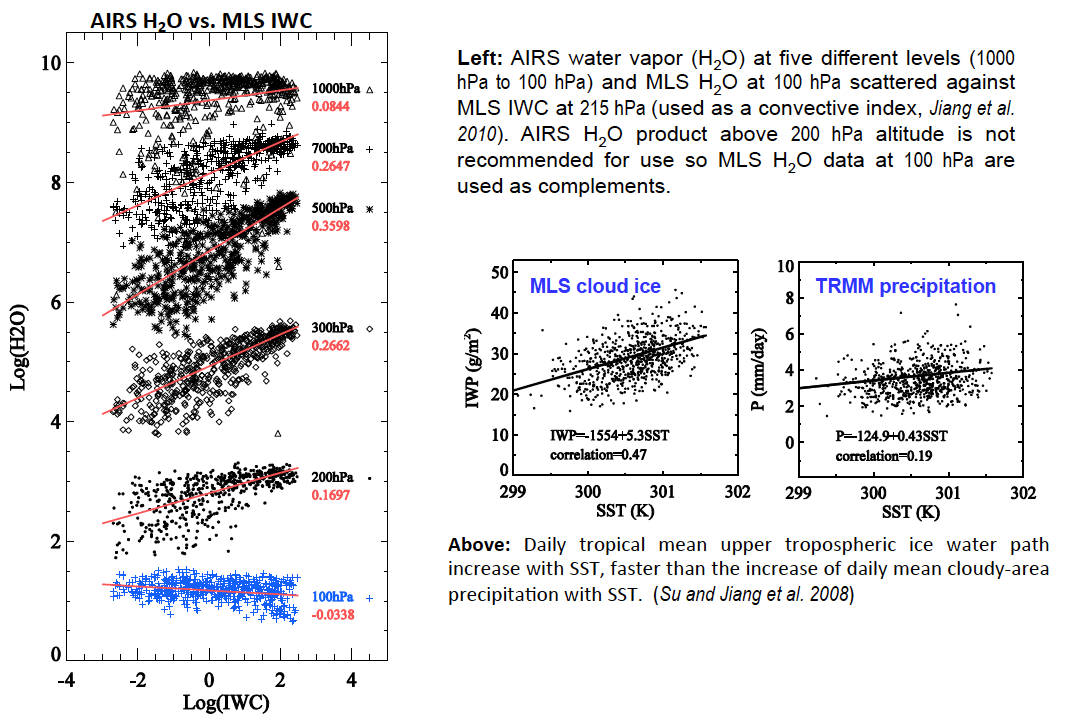 AIRS H2O vs. MLS IWC
Log(H2O)
10
8
6
4
2
0
1000hPa
0.0844
700hPa
0.2647
500hPa
0.3598
300hPa
0.2662
200hPa
0.1697
100hPa
-0.0338
-4 -2 0 2 4
Log(IWC)
Left: AIRS water vapor (H2O) at five different levels (1000
hPa to 100 hPa) and MLS H2O at 100 hPa scattered against
MLS IWC at 215 hPa (used as a convective index, Jiang et al.
2010). AIRS H2O product above 200 hPa altitude is not
recommended for use so MLS H2O data at 100 hPa are
used as complements.
MLS cloud ice
IWP (g/m2)
50
40
30
20
10
0
IWP=-1554+5.3SST
correlation=0.47
299 300 301 302
SST (K)
TRMM precipitation
P (mm/day)
10
8
6
4
2
0
P=-124.9+0.43SST
correlation=0.19
299 300 301 302
SST (K)
Above: Daily tropical mean upper tropospheric ice water path
increase with SST, faster than the increase of daily mean cloudy-area
precipitation with SST. (Su and Jiang et al. 2008)